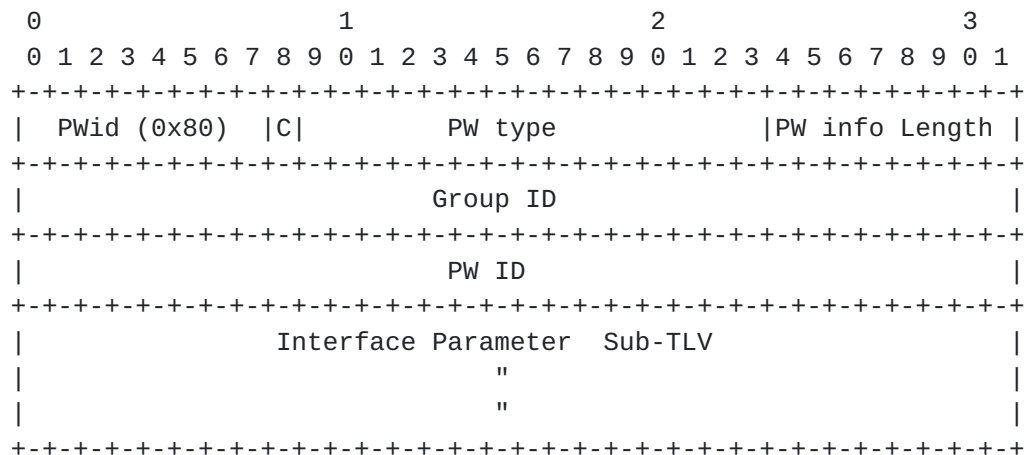 0                   1                   2                   3
 0 1 2 3 4 5 6 7 8 9 0 1 2 3 4 5 6 7 8 9 0 1 2 3 4 5 6 7 8 9 0 1
+-+-+-+-+-+-+-+-+-+-+-+-+-+-+-+-+-+-+-+-+-+-+-+-+-+-+-+-+-+-+-+-+
|  PWid (0x80)  |C|         PW type             |PW info Length |
+-+-+-+-+-+-+-+-+-+-+-+-+-+-+-+-+-+-+-+-+-+-+-+-+-+-+-+-+-+-+-+-+
|                          Group ID                             |
+-+-+-+-+-+-+-+-+-+-+-+-+-+-+-+-+-+-+-+-+-+-+-+-+-+-+-+-+-+-+-+-+
|                           PW ID                               |
+-+-+-+-+-+-+-+-+-+-+-+-+-+-+-+-+-+-+-+-+-+-+-+-+-+-+-+-+-+-+-+-+
|                Interface Parameter  Sub-TLV                   |
|                              "                                |
|                              "                                |
+-+-+-+-+-+-+-+-+-+-+-+-+-+-+-+-+-+-+-+-+-+-+-+-+-+-+-+-+-+-+-+-+